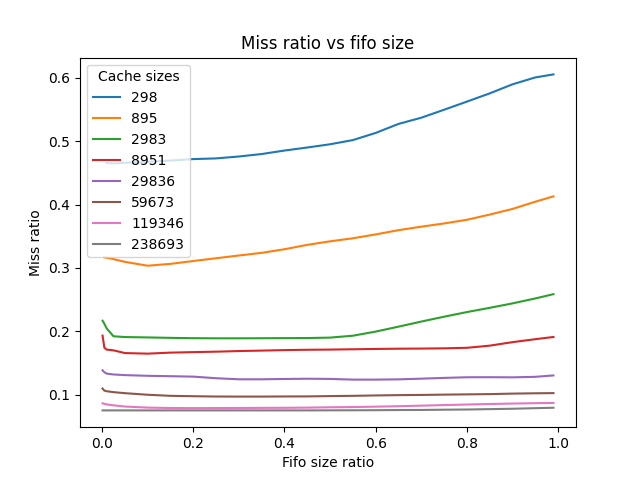 Miss ratio vs fifo size
Cache sizes
298
895
2983
8951
29836
59673
119346
238693
0.6
0.5
0.4
0.3
0.2
0.1
Miss ratio
0.0 0.2 0.4 0.6 0.8 1.0
Fifo size ratio